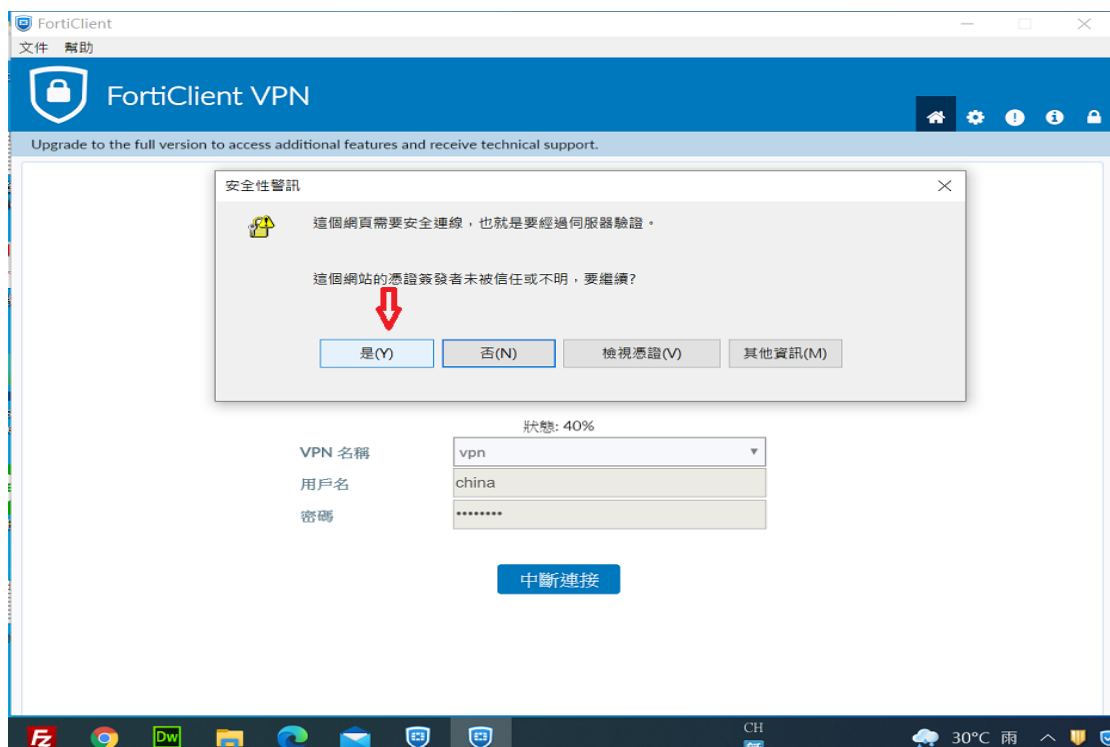 FortiClient
文件 幫助
FortiClient VPN
Upgrade to the full version to access additional features and receive technical support.
安全性警訊
這個網頁需要安全連線，也就是要經過伺服器驗證。
這個網站的憑證簽發者未被信任或不明，要繼續?
是(Y) 否(N) 檢視憑證(V) 其他資訊(M)
狀態: 40%
VPN 名稱 vpn
用戶名 china
密碼 ••••••••
中斷連接
Fz Dw CH 30°C 雨